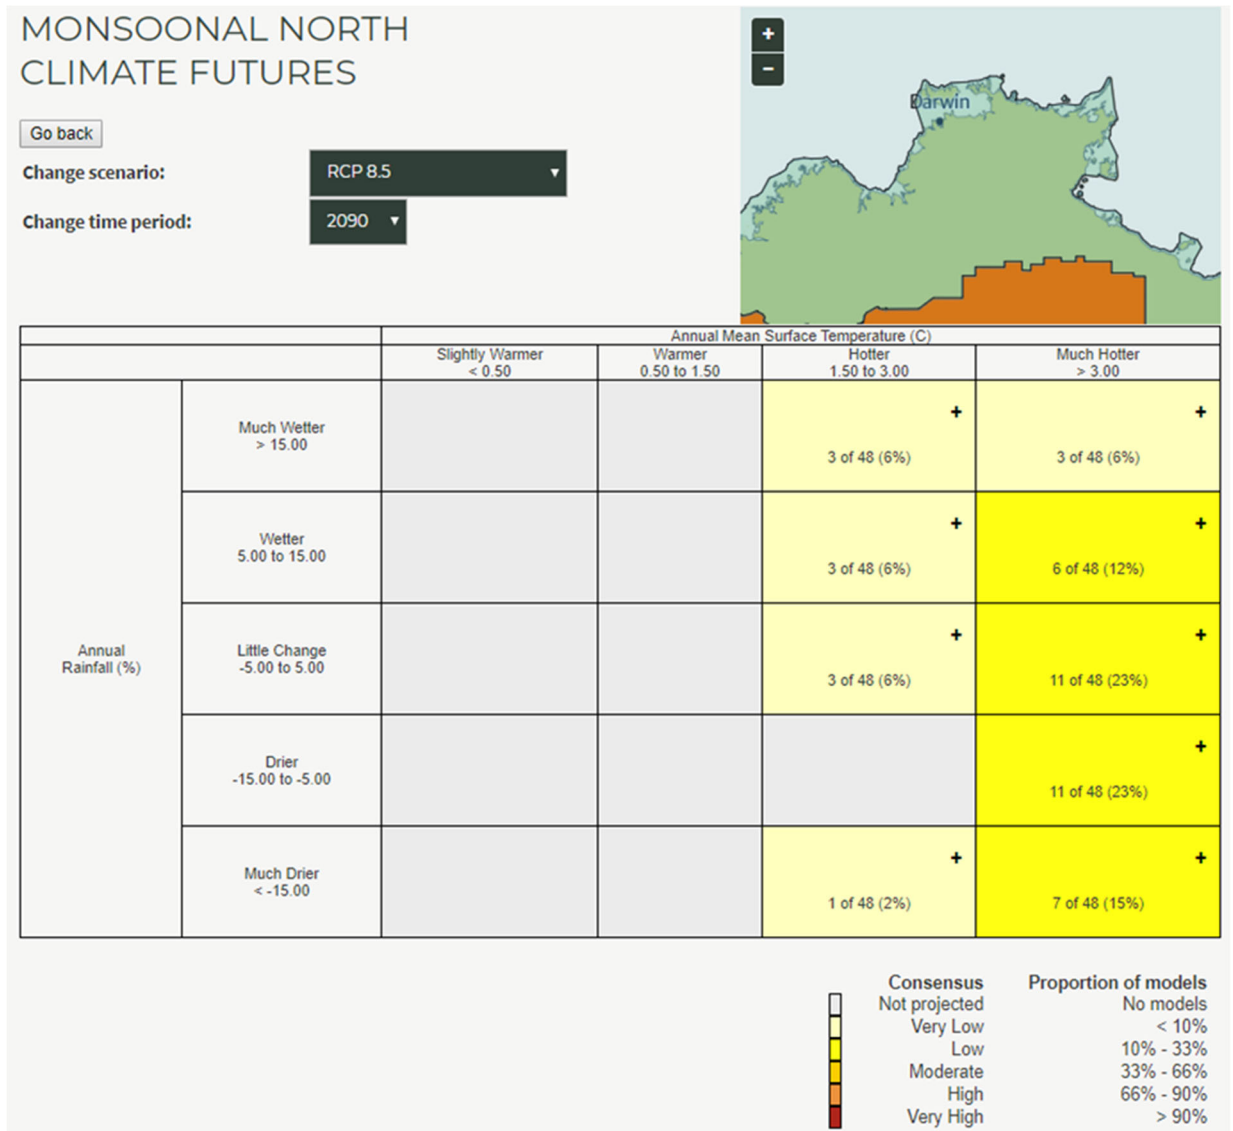 MONSOONAL NORTH
CLIMATE FUTURES
Go back
Change scenario:
RCP 8.5
Change time period:
2090
+
−
Darwin
Annual Mean Surface Temperature (C)
Slightly Warmer
< 0.50
Warmer
0.50 to 1.50
Hotter
1.50 to 3.00
Much Hotter
> 3.00
Annual
Rainfall (%)
Much Wetter
> 15.00
+
3 of 48 (6%)
+
3 of 48 (6%)
Wetter
5.00 to 15.00
+
3 of 48 (6%)
+
6 of 48 (12%)
Little Change
-5.00 to 5.00
+
3 of 48 (6%)
+
11 of 48 (23%)
Drier
-15.00 to -5.00
+
11 of 48 (23%)
Much Drier
< -15.00
+
1 of 48 (2%)
+
7 of 48 (15%)
Consensus Proportion of models
Not projected No models
Very Low < 10%
Low 10% - 33%
Moderate 33% - 66%
High 66% - 90%
Very High > 90%